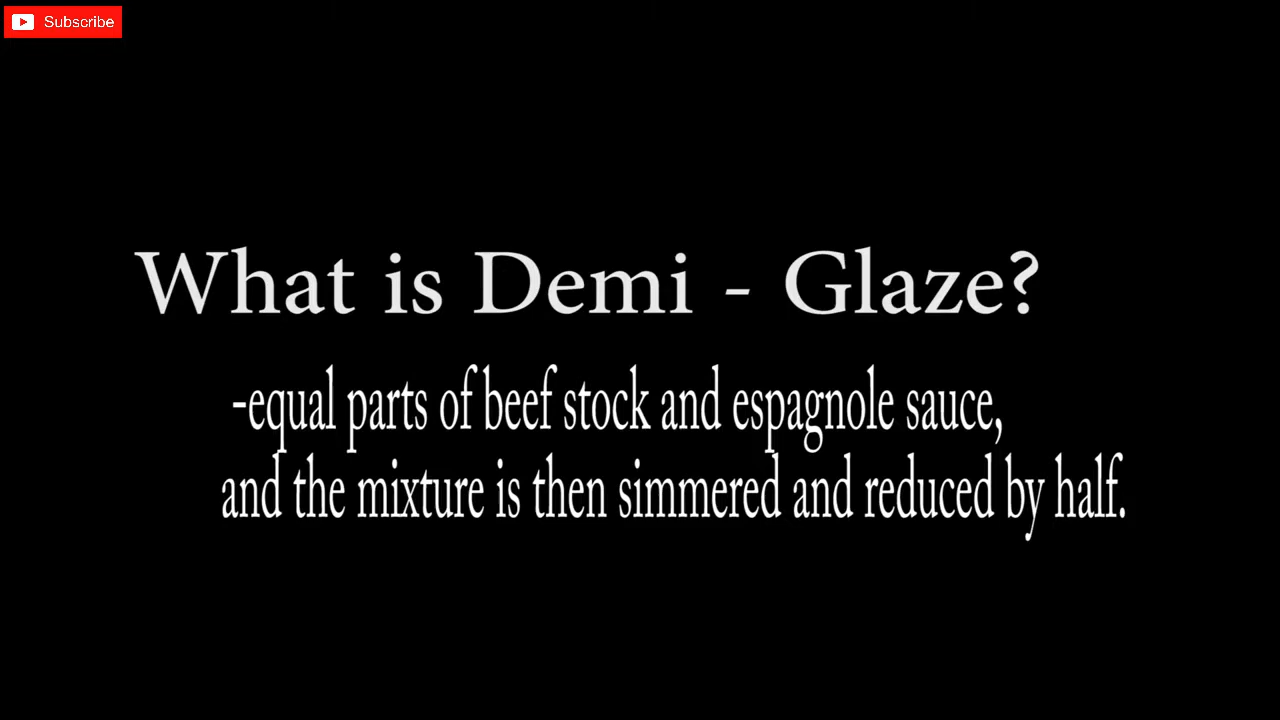 Subscribe
What is Demi - Glaze?
-equal parts of beef stock and espagnole sauce,
and the mixture is then simmered and reduced by half.